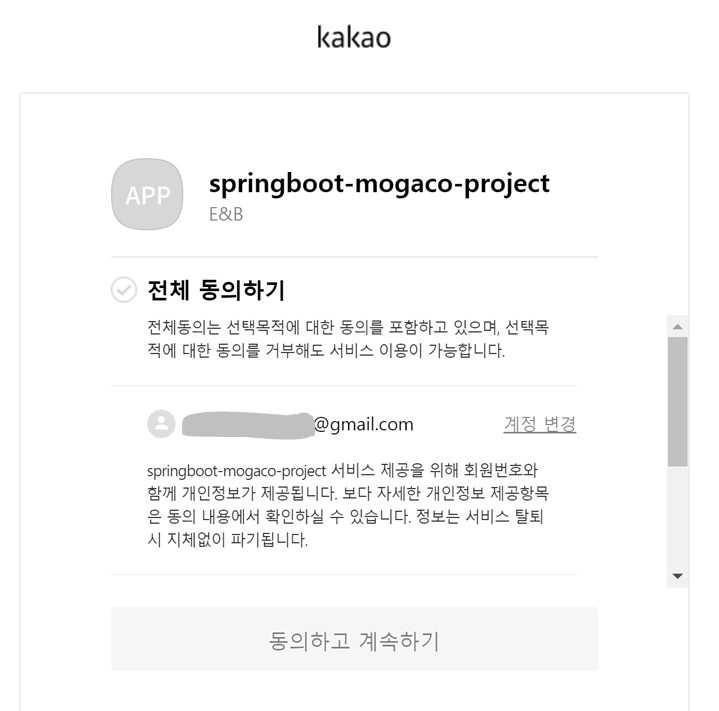 kakao
APP
springboot-mogaco-project
E&B
전체 동의하기
전체동의는 선택목적에 대한 동의를 포함하고 있으며, 선택목
적에 대한 동의를 거부해도 서비스 이용이 가능합니다.
@gmail.com
계정 변경
springboot-mogaco-project 서비스 제공을 위해 회원번호와
함께 개인정보가 제공됩니다. 보다 자세한 개인정보 제공항목
은 동의 내용에서 확인하실 수 있습니다. 정보는 서비스 탈퇴
시 지체없이 파기됩니다.
동의하고 계속하기